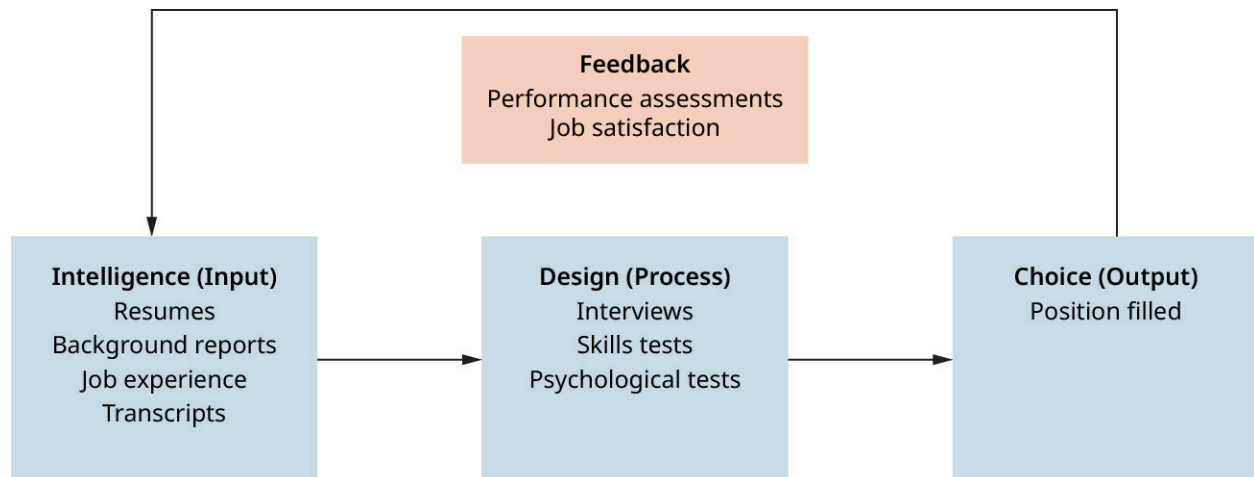 Feedback
Performance assessments
Job satisfaction
Intelligence (Input)
Resumes
Background reports
Job experience
Transcripts
Design (Process)
Interviews
Skills tests
Psychological tests
Choice (Output)
Position filled